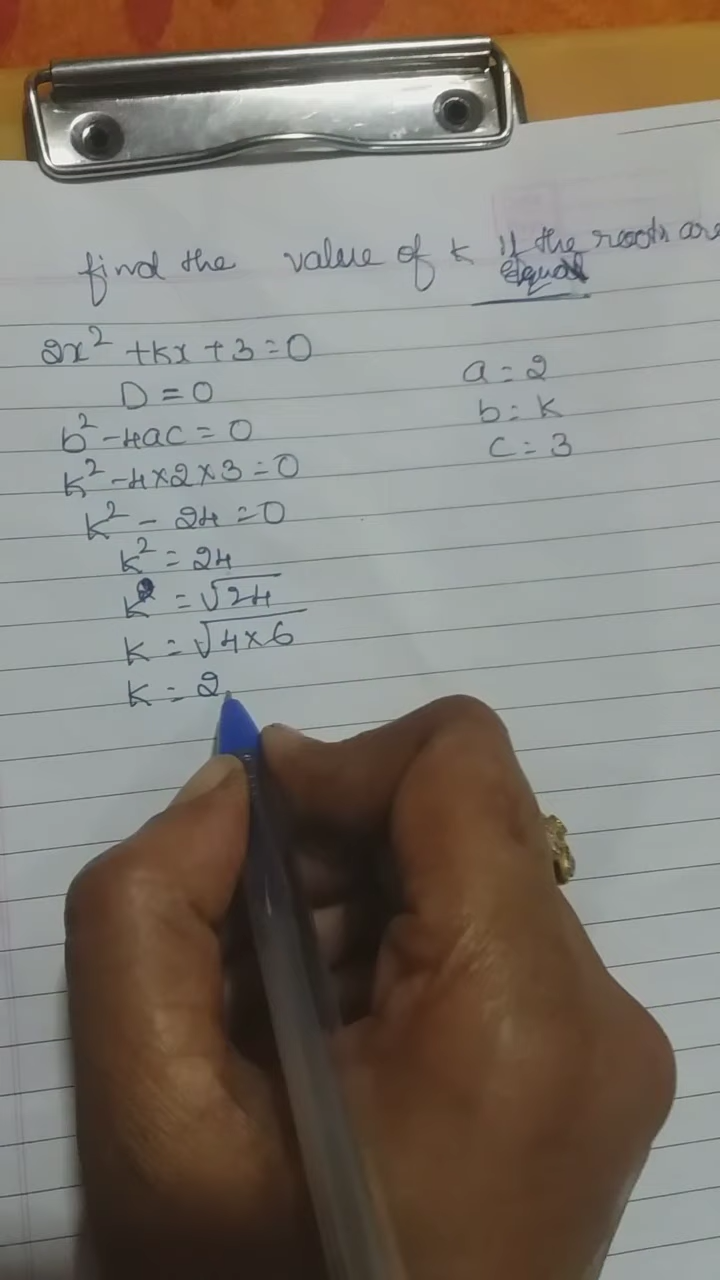 find the value of k if the roots are
equal
2x² + kx + 3 = 0
D = 0
b² - 4ac = 0
k² - 4 × 2 × 3 = 0
k² - 24 = 0
k² = 24
k = √24
k = √4 × 6
k = 2
a = 2
b = k
c = 3